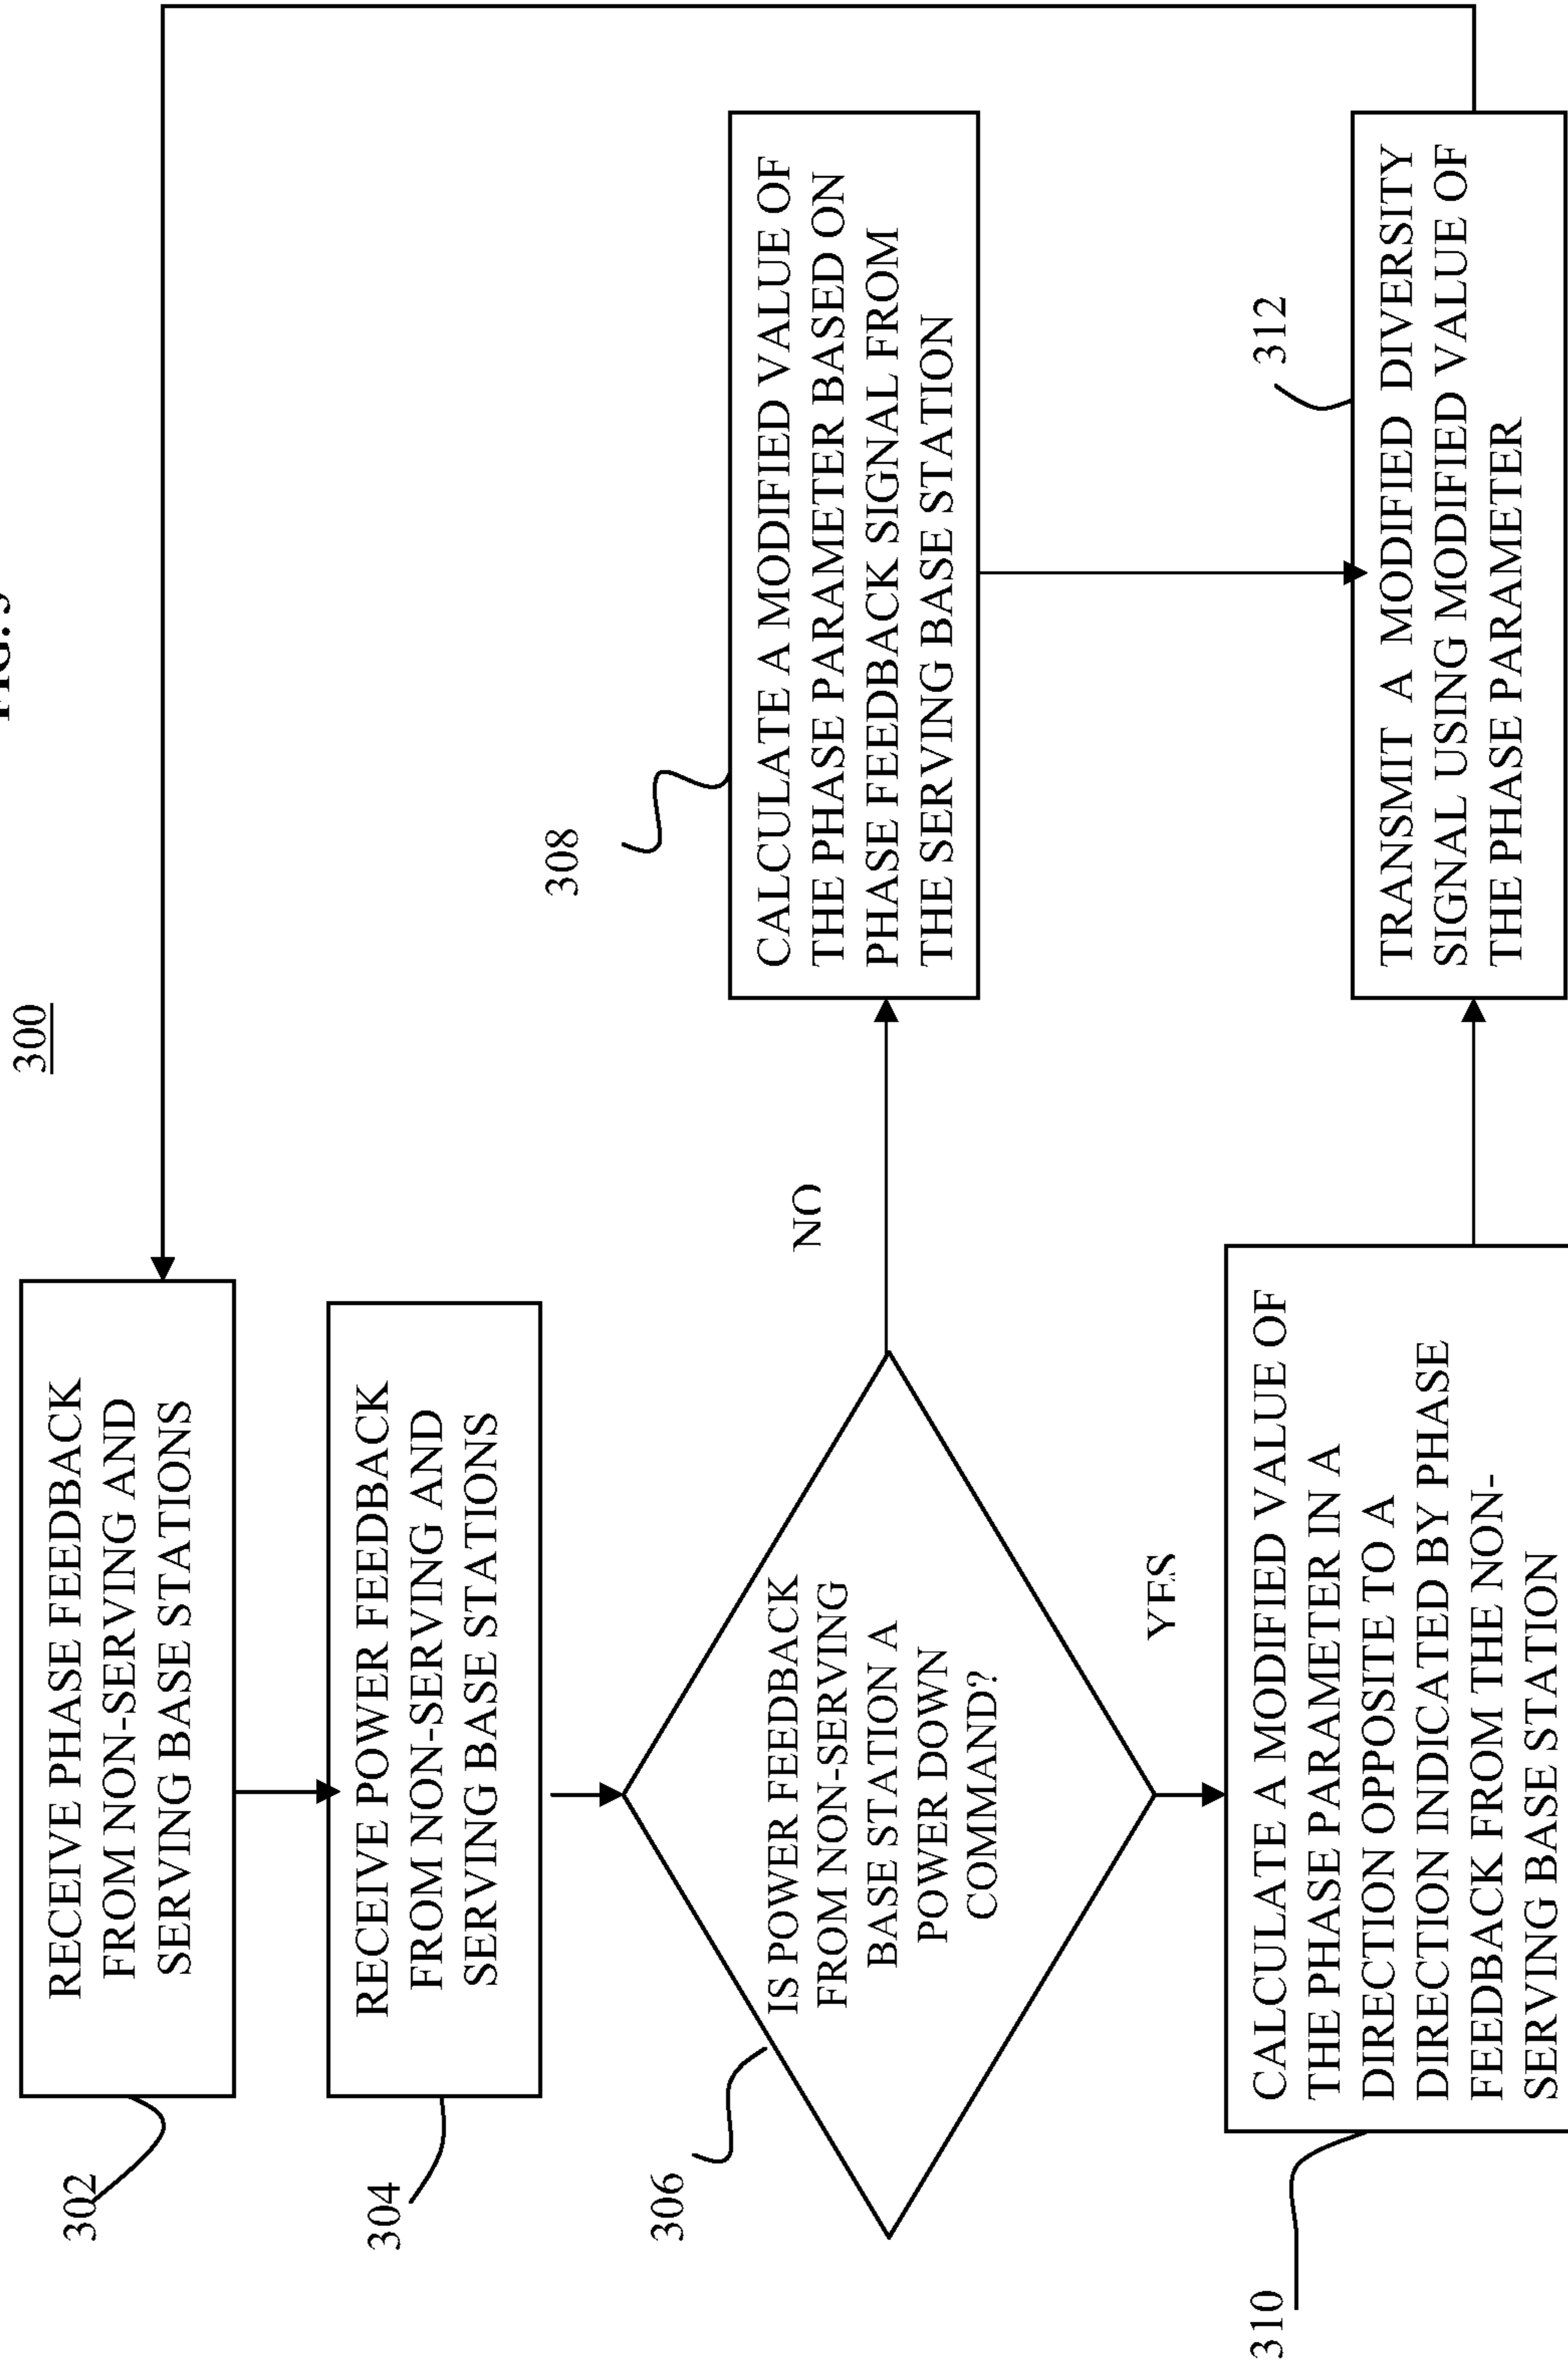 FIG. 3
300
302
RECEIVE PHASE FEEDBACK
FROM NON-SERVING AND
SERVING BASE STATIONS
304
RECEIVE POWER FEEDBACK
FROM NON-SERVING AND
SERVING BASE STATIONS
306
IS POWER FEEDBACK
FROM NON-SERVING
BASE STATION A
POWER DOWN
COMMAND?
NO
308
CALCULATE A MODIFIED VALUE OF
THE PHASE PARAMETER BASED ON
PHASE FEEDBACK SIGNAL FROM
THE SERVING BASE STATION
YES
310
CALCULATE A MODIFIED VALUE OF
THE PHASE PARAMETER IN A
DIRECTION OPPOSITE TO A
DIRECTION INDICATED BY PHASE
FEEDBACK FROM THE NON-
SERVING BASE STATION
312
TRANSMIT A MODIFIED DIVERSITY
SIGNAL USING MODIFIED VALUE OF
THE PHASE PARAMETER